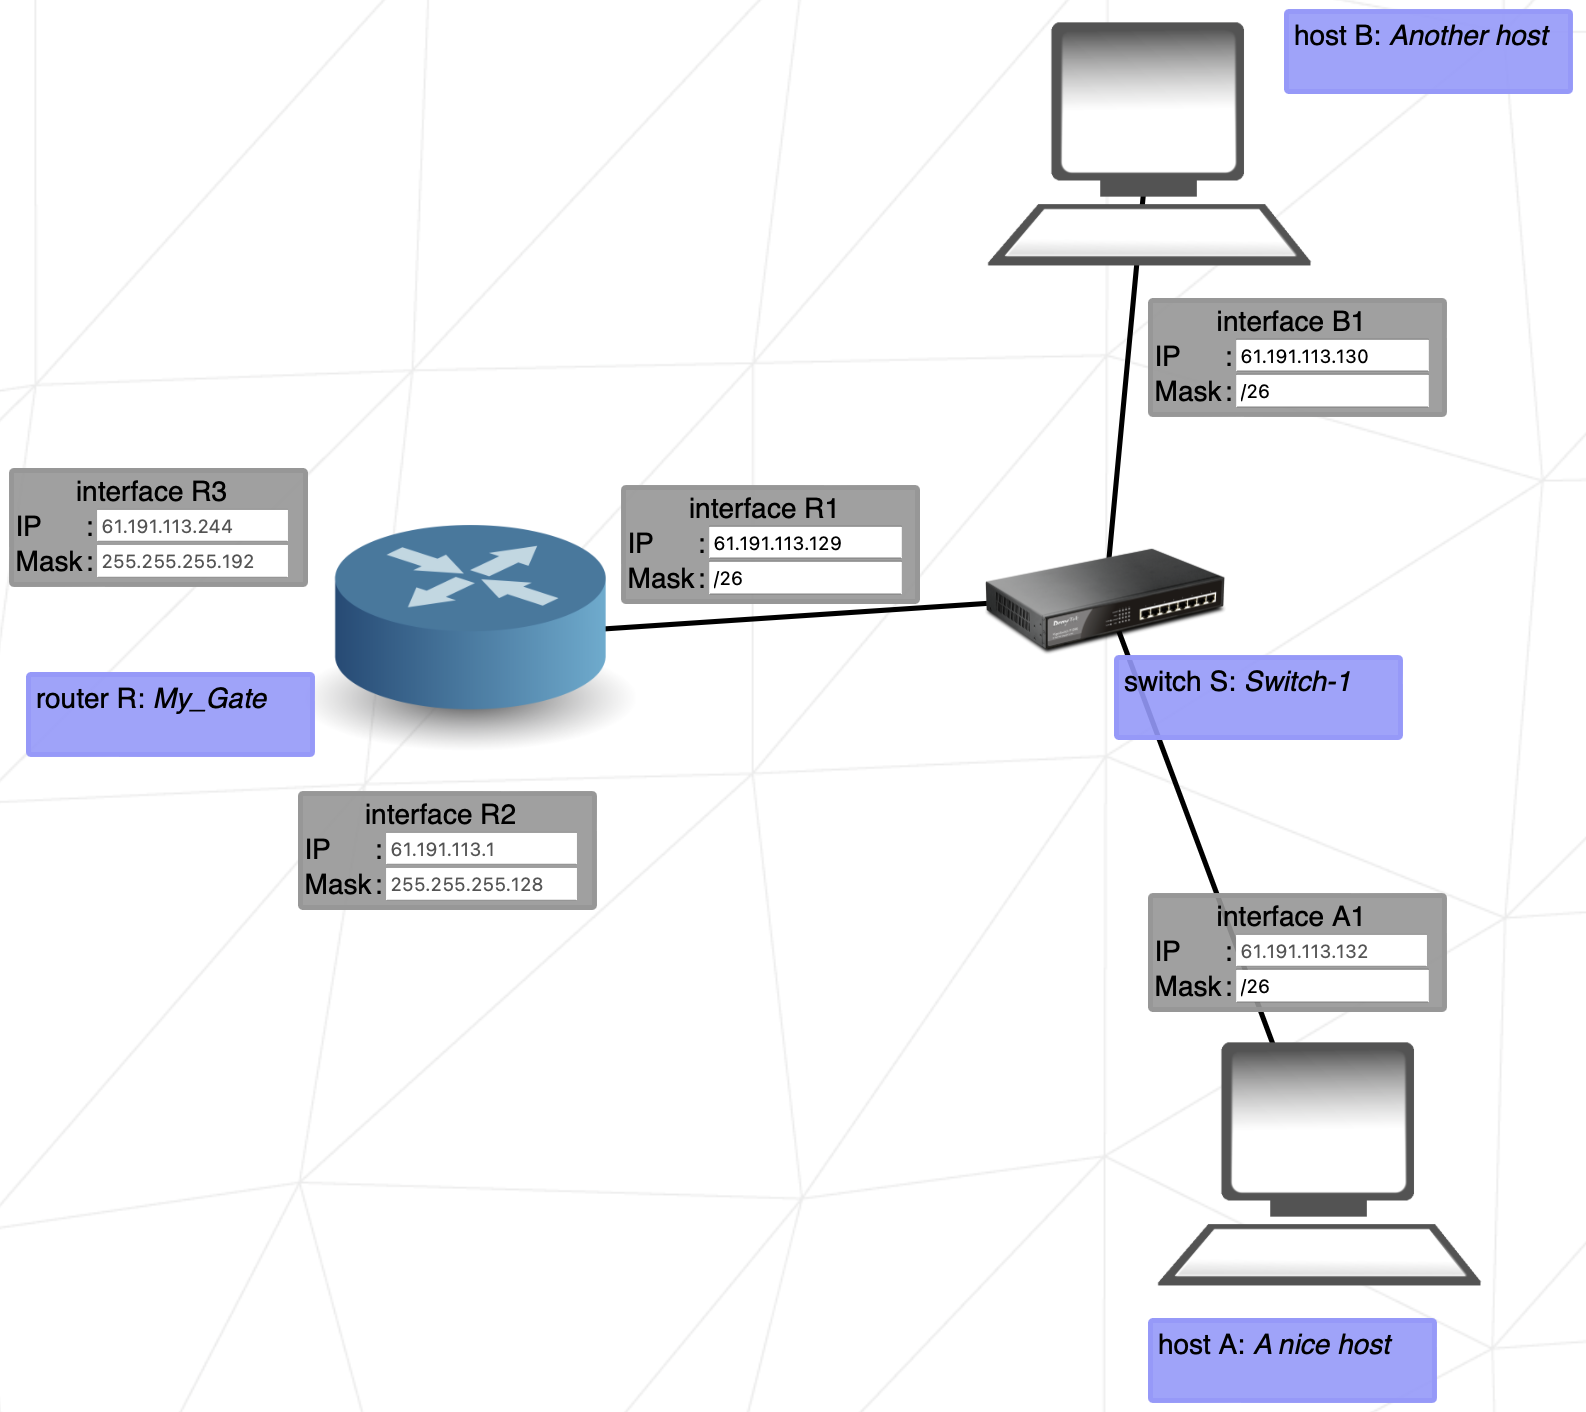 host B: Another host
interface B1
IP : 61.191.113.130
Mask : /26
interface R3
IP : 61.191.113.244
Mask : 255.255.255.192
interface R1
IP : 61.191.113.129
Mask : /26
router R: My_Gate
switch S: Switch-1
interface R2
IP : 61.191.113.1
Mask : 255.255.255.128
interface A1
IP : 61.191.113.132
Mask : /26
host A: A nice host